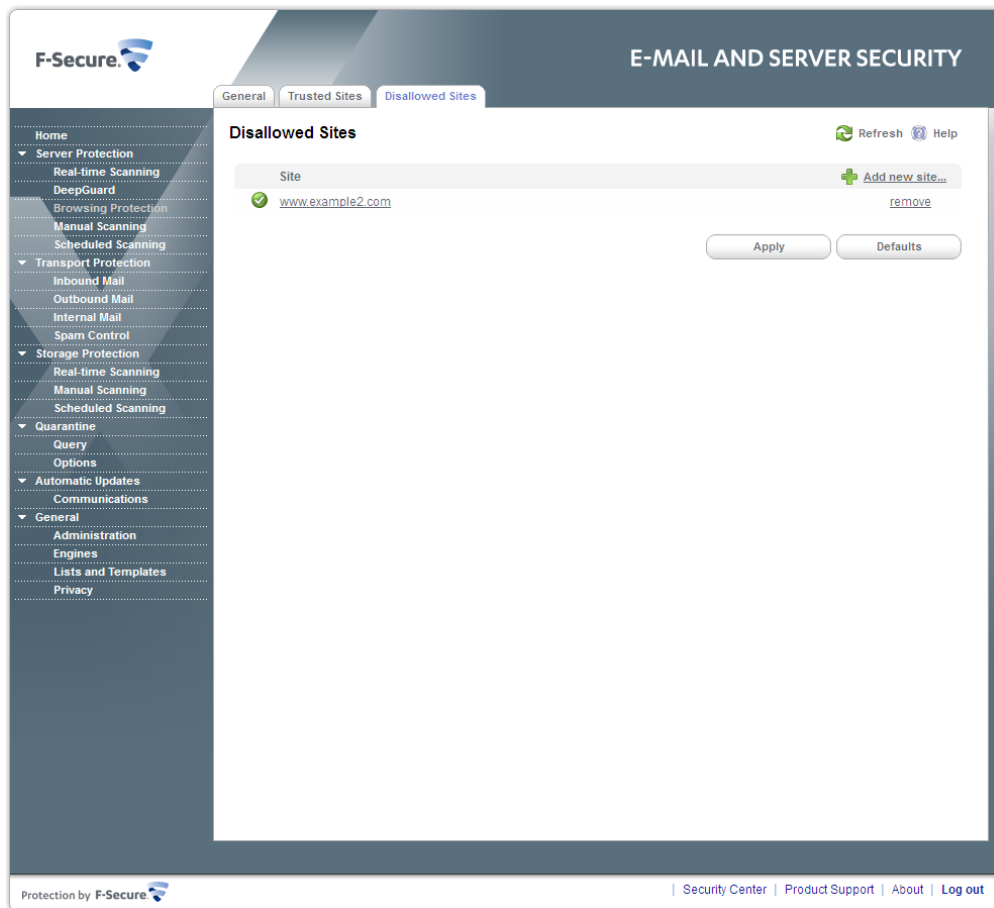 F-Secure.
E-MAIL AND SERVER SECURITY
General Trusted Sites Disallowed Sites
Home
Server Protection
Real-time Scanning
DeepGuard
Browsing Protection
Manual Scanning
Scheduled Scanning
Transport Protection
Inbound Mail
Outbound Mail
Internal Mail
Spam Control
Storage Protection
Real-time Scanning
Manual Scanning
Scheduled Scanning
Quarantine
Query
Options
Automatic Updates
Communications
General
Administration
Engines
Lists and Templates
Privacy
Disallowed Sites
Refresh Help
Site Add new site...
www.example2.com remove
Apply Defaults
Protection by F-Secure.
| Security Center | Product Support | About | Log out